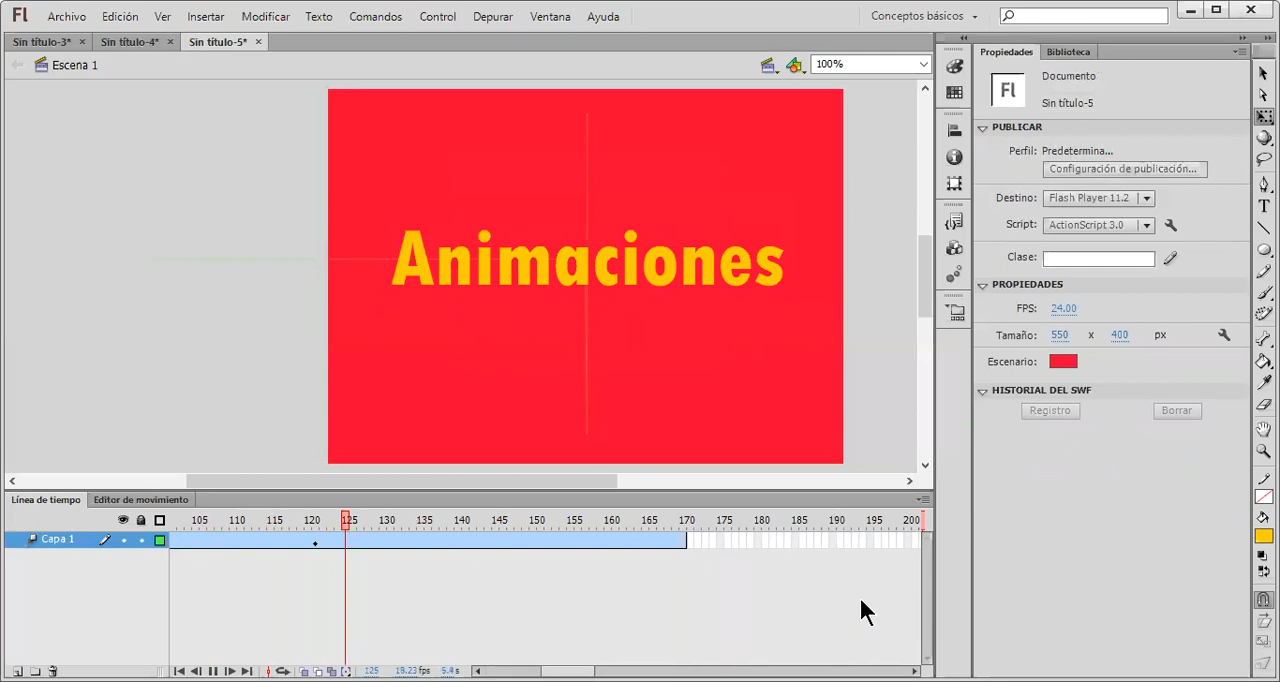 Fl Archivo Edición Ver Insertar Modificar Texto Comandos Control Depurar Ventana Ayuda Conceptos básicos
Sin título-3* Sin título-4* Sin título-5*
Escena 1 100%
Animaciones
Propiedades Biblioteca
Fl Documento
Sin título-5
PUBLICAR
Perfil: Predetermina...
Configuración de publicación...
Destino: Flash Player 11.2
Script: ActionScript 3.0
Clase:
PROPIEDADES
FPS: 24.00
Tamaño: 550 x 400 px
Escenario:
HISTORIAL DEL SWF
Registro Borrar
Línea de tiempo Editor de movimiento
105 110 115 120 125 130 135 140 145 150 155 160 165 170 175 180 185 190 195 200
Capa 1
125 18.23 fps 5.4 s